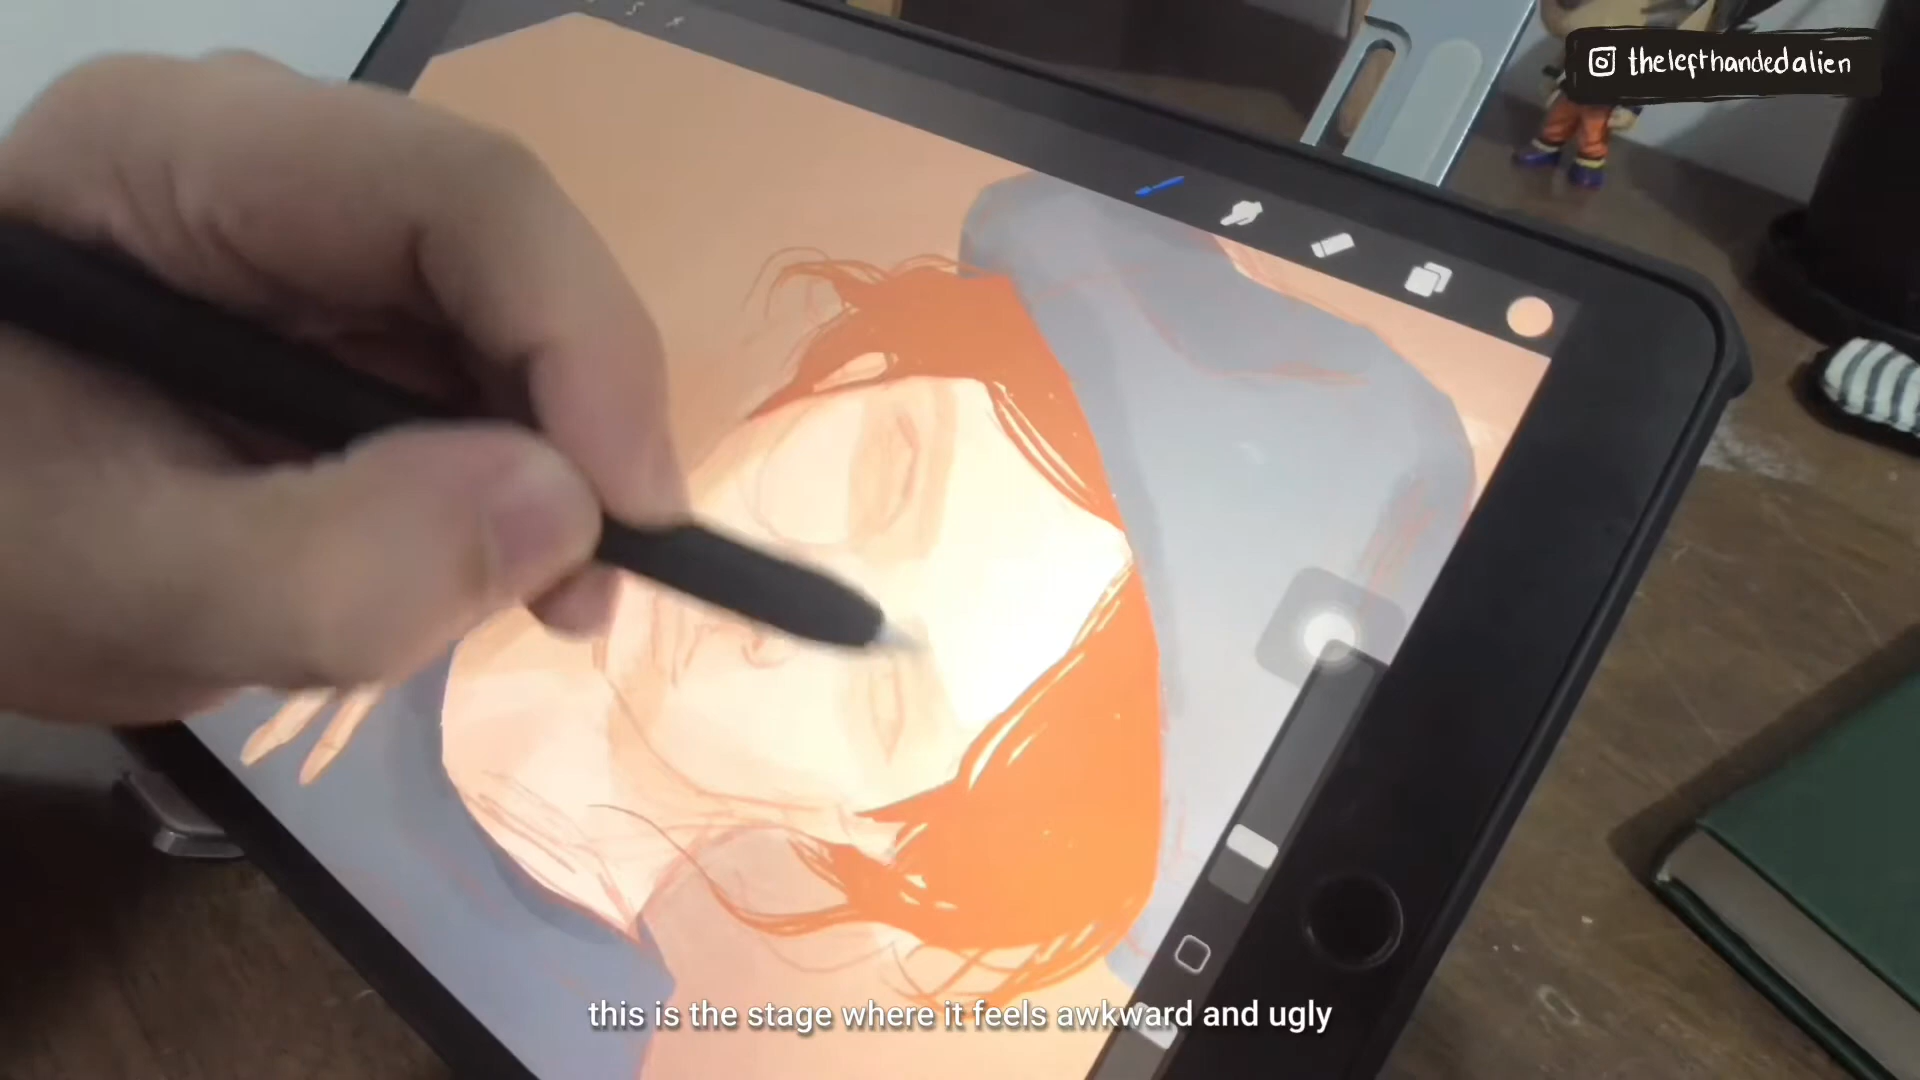 thelefthandedalien
this is the stage where it feels awkward and ugly